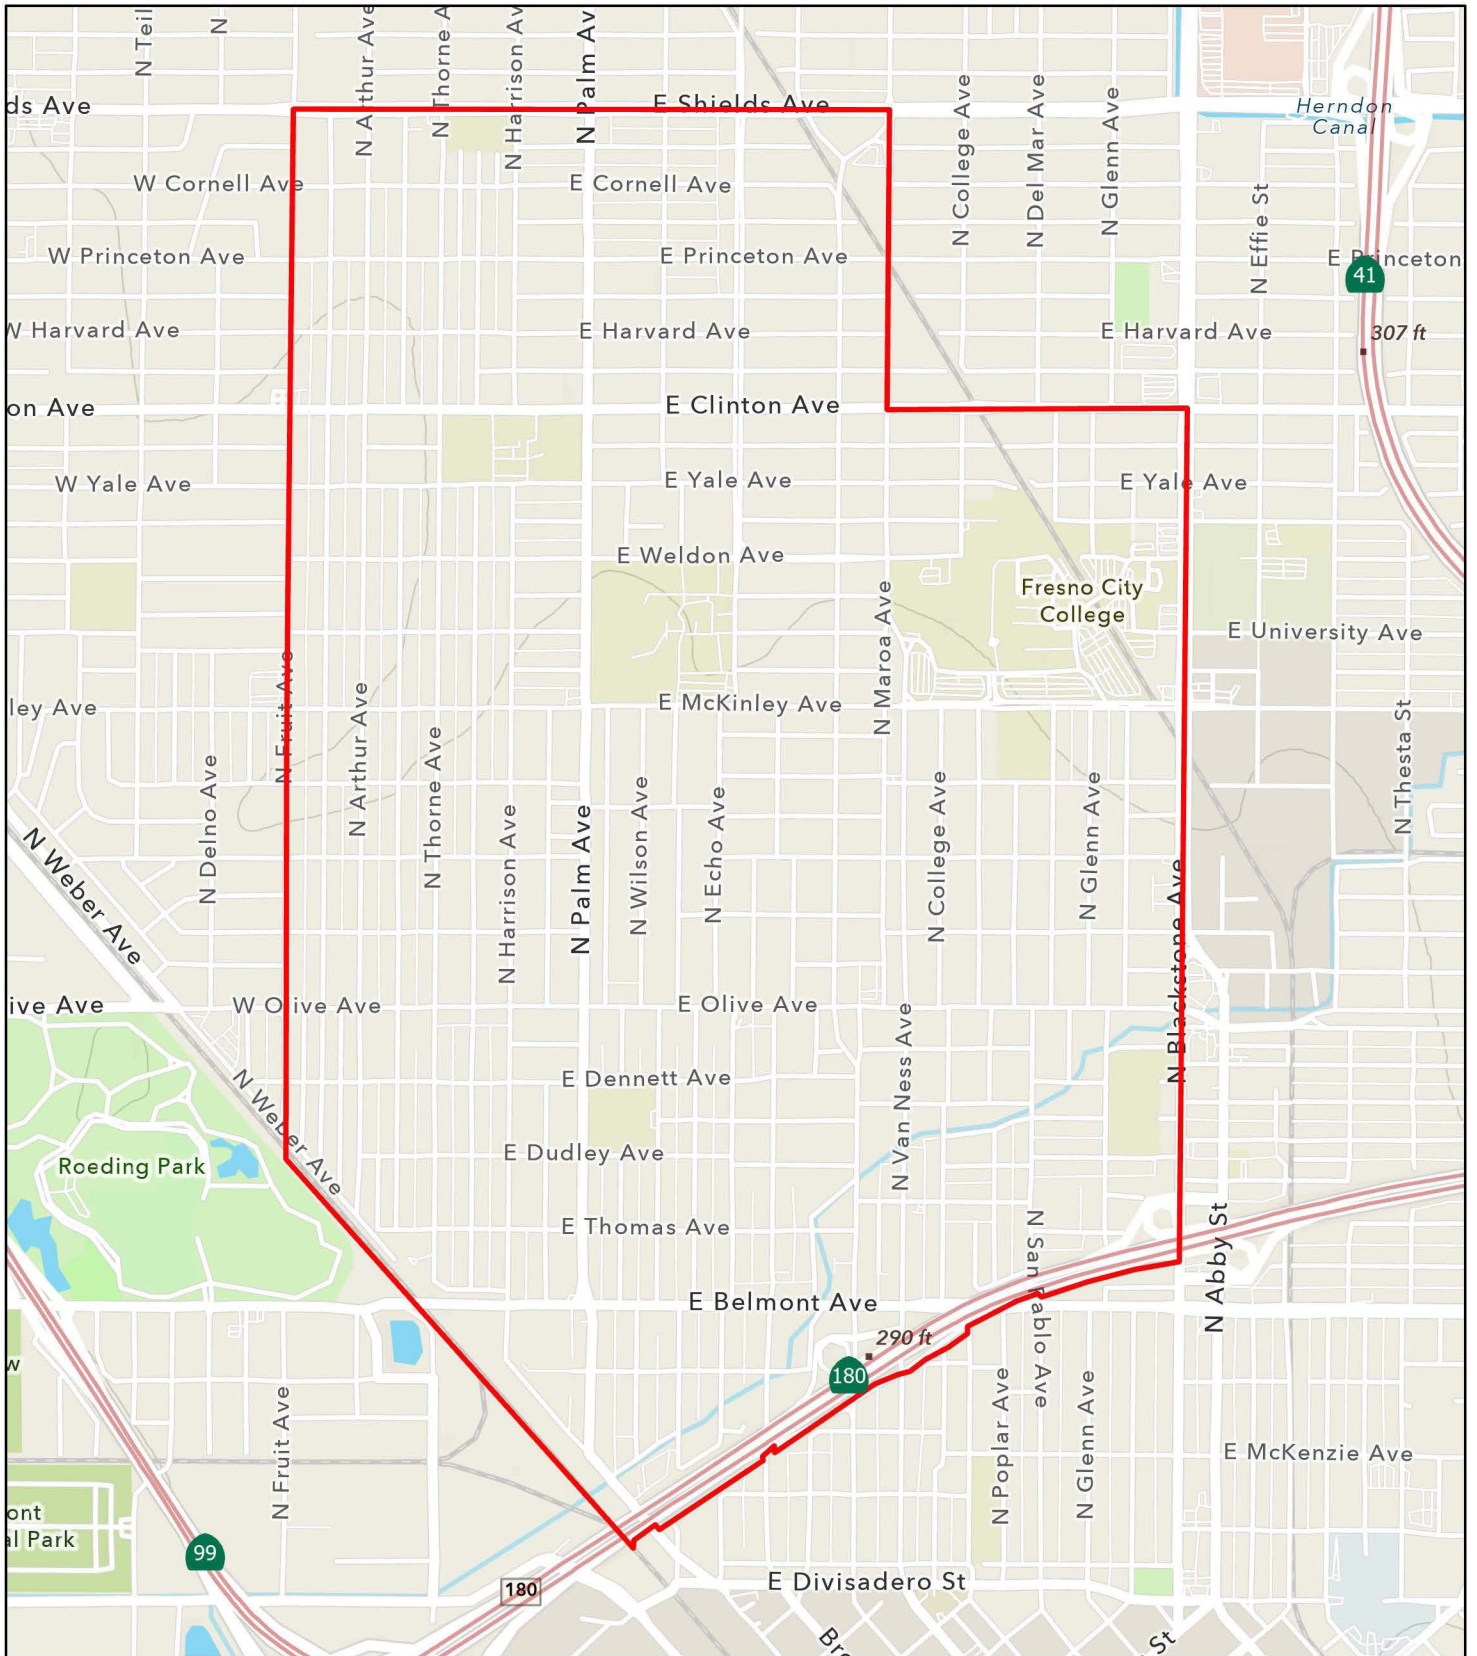 N Teil
N
N Arthur Ave
N Thorne A
N Harrison Av
N Palm Av
ds Ave
E Shields Ave
N College Ave
N Del Mar Ave
N Glenn Ave
Herndon
Canal
W Cornell Ave
E Cornell Ave
N Effie St
W Princeton Ave
E Princeton Ave
E Princeton
41
W Harvard Ave
E Harvard Ave
E Harvard Ave
307 ft
on Ave
E Clinton Ave
W Yale Ave
E Yale Ave
E Yale Ave
E Weldon Ave
Fresno City
College
N Maroa Ave
E University Ave
N Fruit Ave
ley Ave
N Arthur Ave
E McKinley Ave
N Thesta St
N Delno Ave
N Thorne Ave
N Harrison Ave
N Palm Ave
N Wilson Ave
N Echo Ave
N College Ave
N Glenn Ave
N Weber Ave
N Blackstone Ave
ive Ave
W Olive Ave
E Olive Ave
N Van Ness Ave
N Weber Ave
E Dennett Ave
Roeding Park
E Dudley Ave
E Thomas Ave
N San Pablo Ave
N Abby St
E Belmont Ave
290 ft
w
180
N Fruit Ave
N Poplar Ave
N Glenn Ave
E McKenzie Ave
ont
al Park
99
180
E Divisadero St
Bro
St